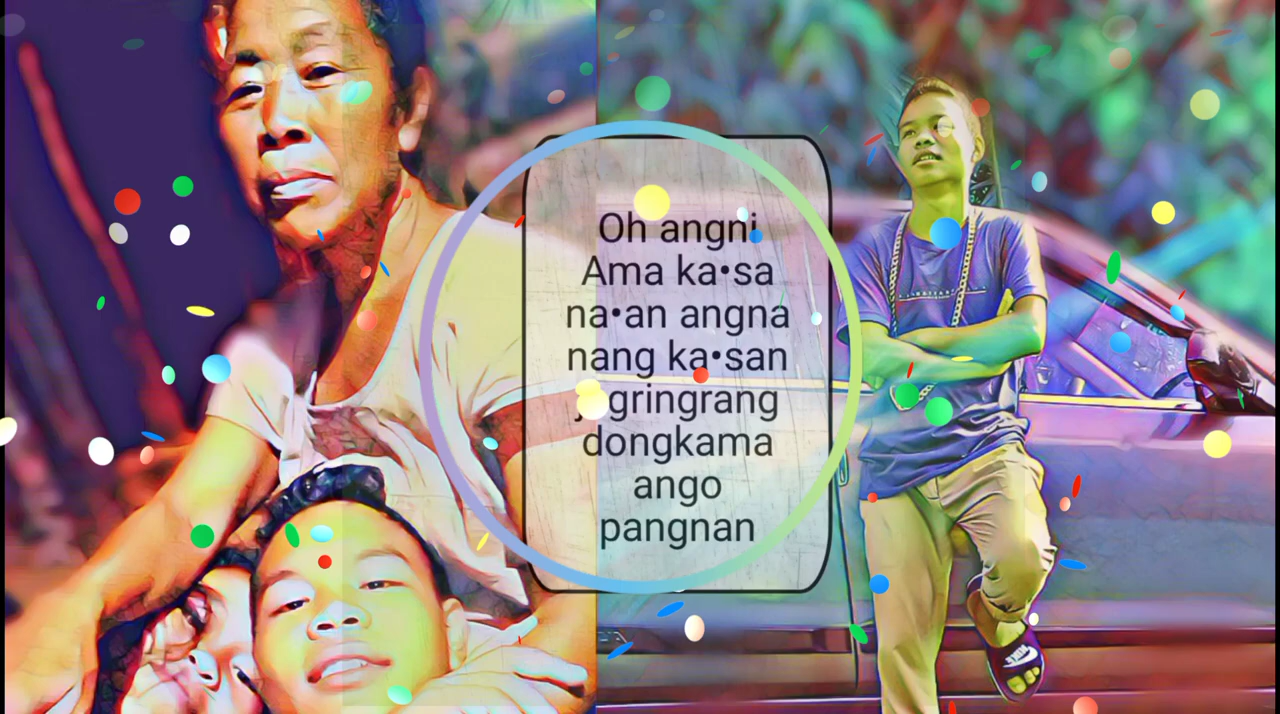 Oh angni
Ama ka•sa
na•an angna
nang ka•san
gringrang
dongkama
ango
pangnan